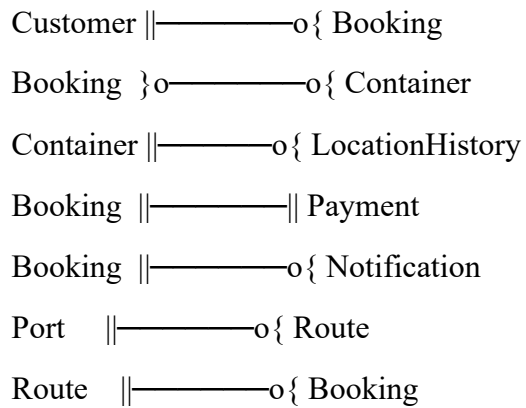 Customer ||───────o{ Booking
Booking }o───────o{ Container
Container ||──────o{ LocationHistory
Booking ||───────|| Payment
Booking ||───────o{ Notification
Port ||───────o{ Route
Route ||───────o{ Booking